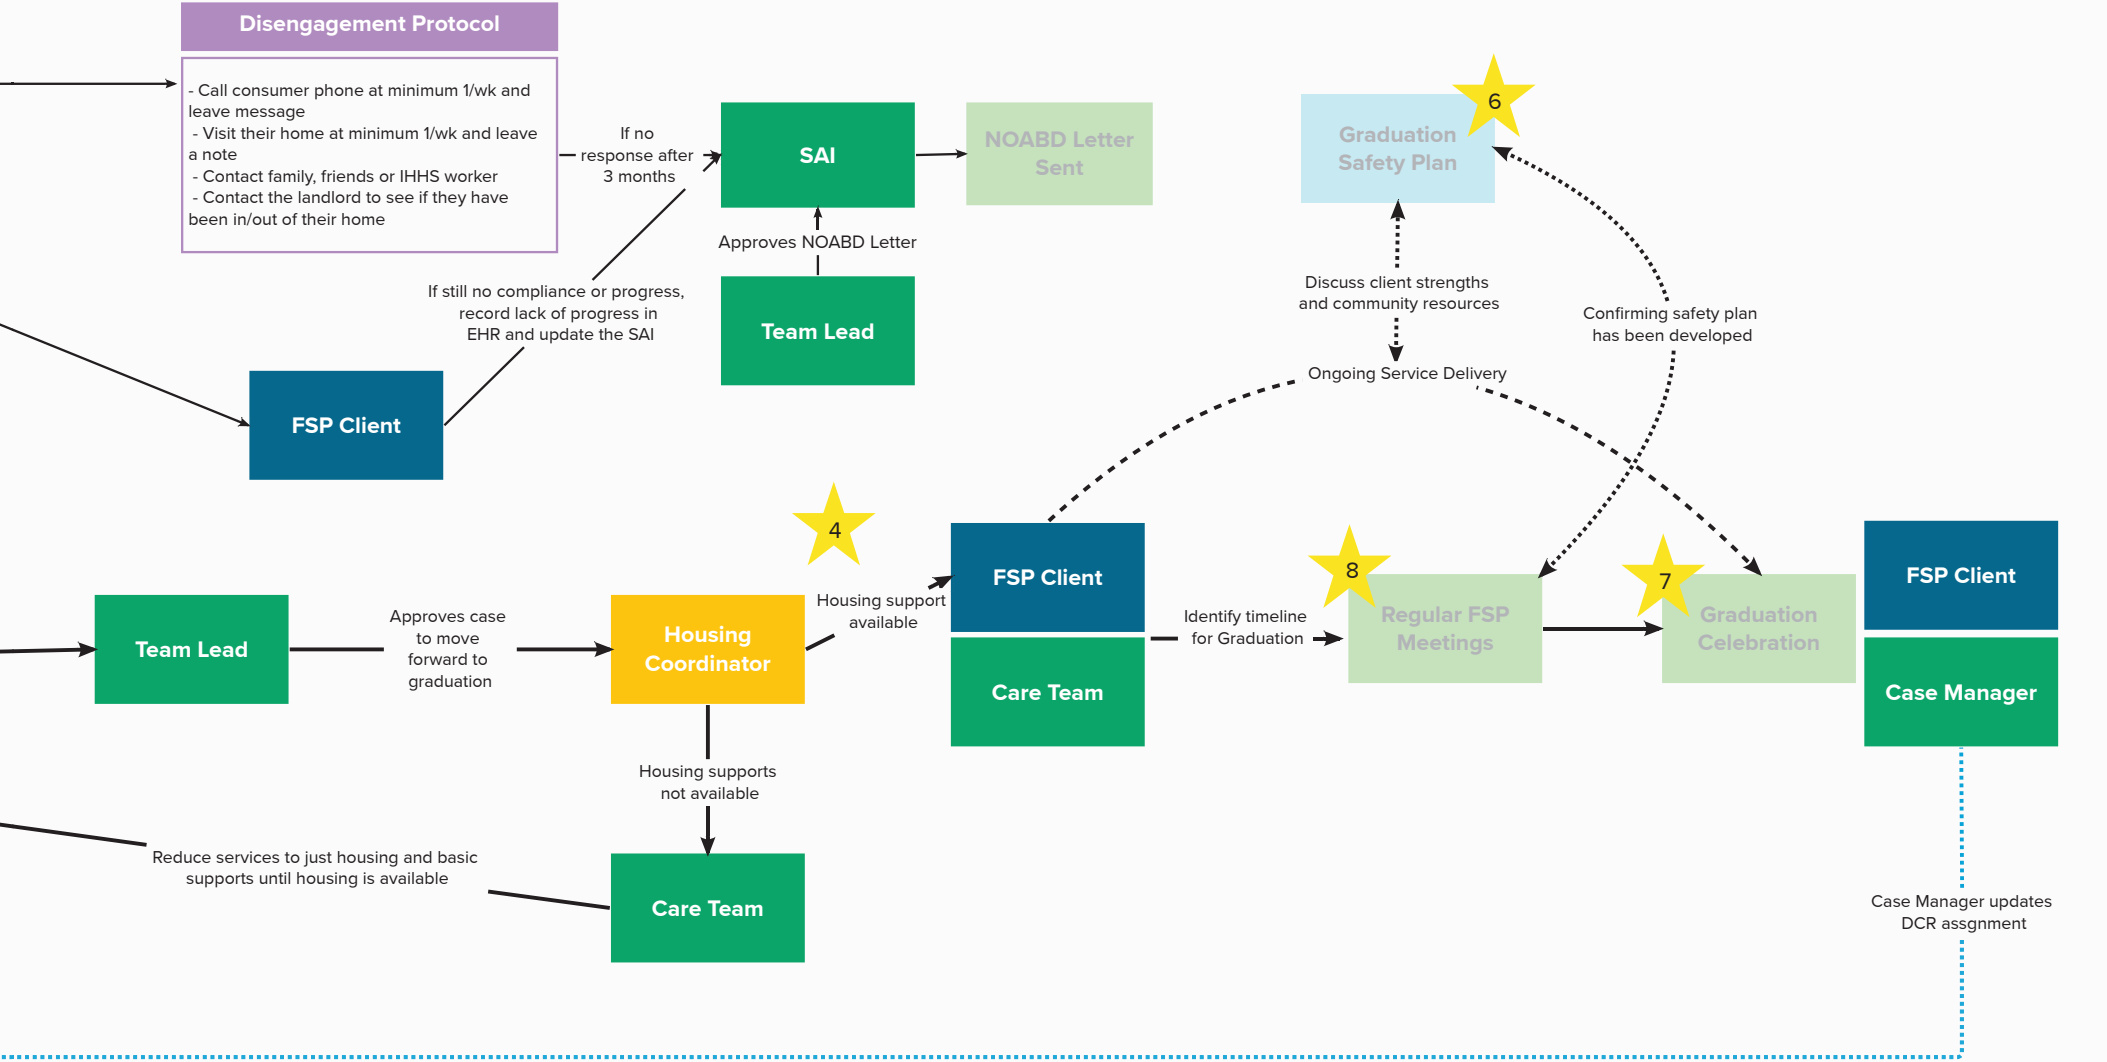 Disengagement Protocol
- Call consumer phone at minimum 1/wk and
leave message
- Visit their home at minimum 1/wk and leave
a note
- Contact family, friends or IHHS worker
- Contact the landlord to see if they have
been in/out of their home
If no
response after
3 months
SAI
NOABD Letter
Sent
Approves NOABD Letter
Team Lead
If still no compliance or progress,
record lack of progress in
EHR and update the SAI
FSP Client
6
Graduation
Safety Plan
Discuss client strengths
and community resources
Confirming safety plan
has been developed
Ongoing Service Delivery
Team Lead
Approves case
to move
forward to
graduation
Housing
Coordinator
4
Housing support
available
FSP Client
Care Team
Identify timeline
for Graduation
8
Regular FSP
Meetings
7
Graduation
Celebration
FSP Client
Case Manager
Housing supports
not available
Care Team
Reduce services to just housing and basic
supports until housing is available
Case Manager updates
DCR assgnment